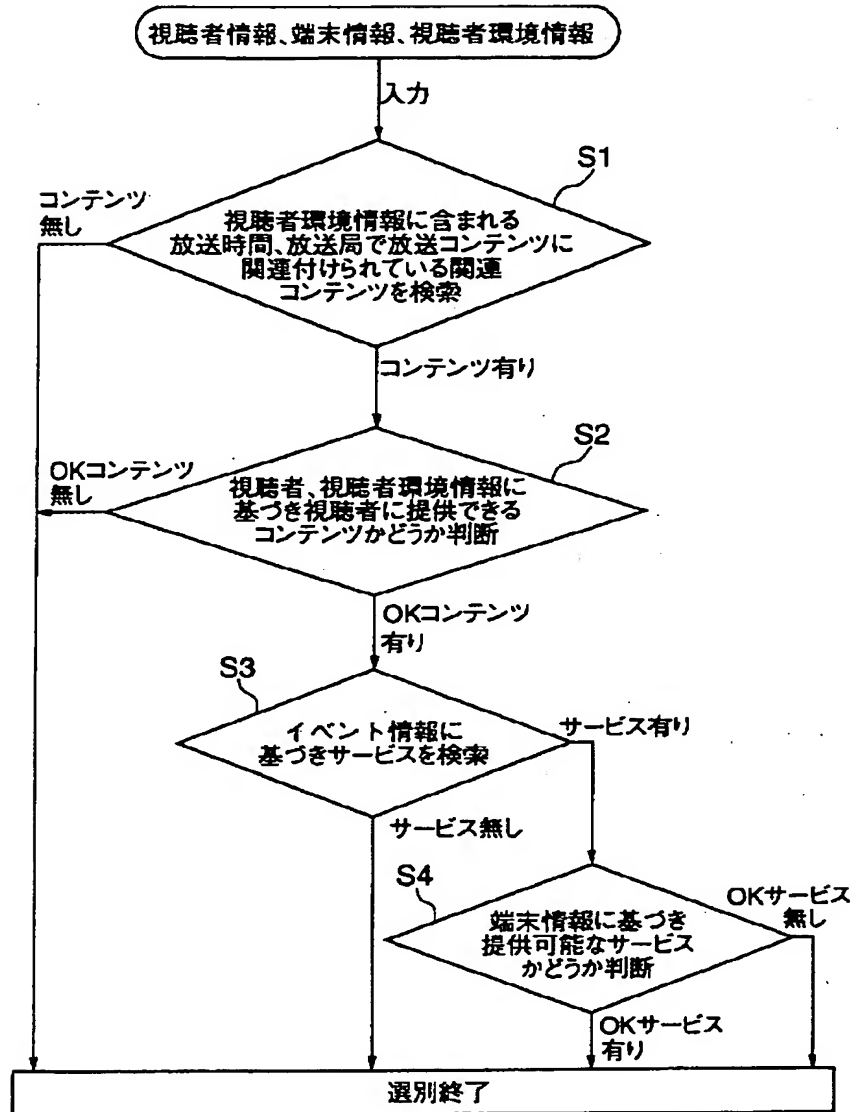 視聴者情報、端末情報、視聴者環境情報
入力
S1
コンテンツ
無し
視聴者環境情報に含まれる
放送時間、放送局で放送コンテンツに
関連付けられている関連
コンテンツを検索
コンテンツ有り
S2
OKコンテンツ
無し
視聴者、視聴者環境情報に
基づき視聴者に提供できる
コンテンツかどうか判断
OKコンテンツ
有り
S3
イベント情報に
基づきサービスを検索
サービス有り
サービス無し
S4
OKサービス
無し
端末情報に基づき
提供可能なサービス
かどうか判断
OKサービス
有り
選別終了